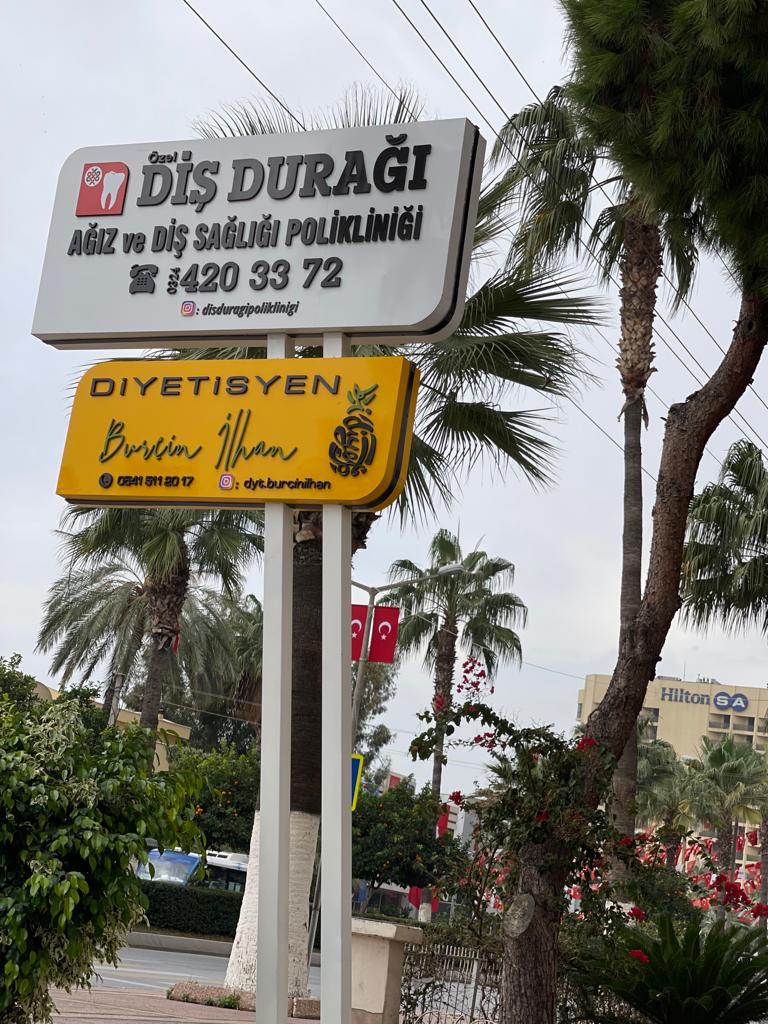 Özel
DİŞ DURAĞI
AĞIZ ve DİŞ SAĞLIĞI POLİKLİNİĞİ
0324 420 33 72
: disduragipoliklinigi
DIYETISYEN
Burçin İlhan
0541 511 20 17 : dyt.burcinilhan
Hilton SA